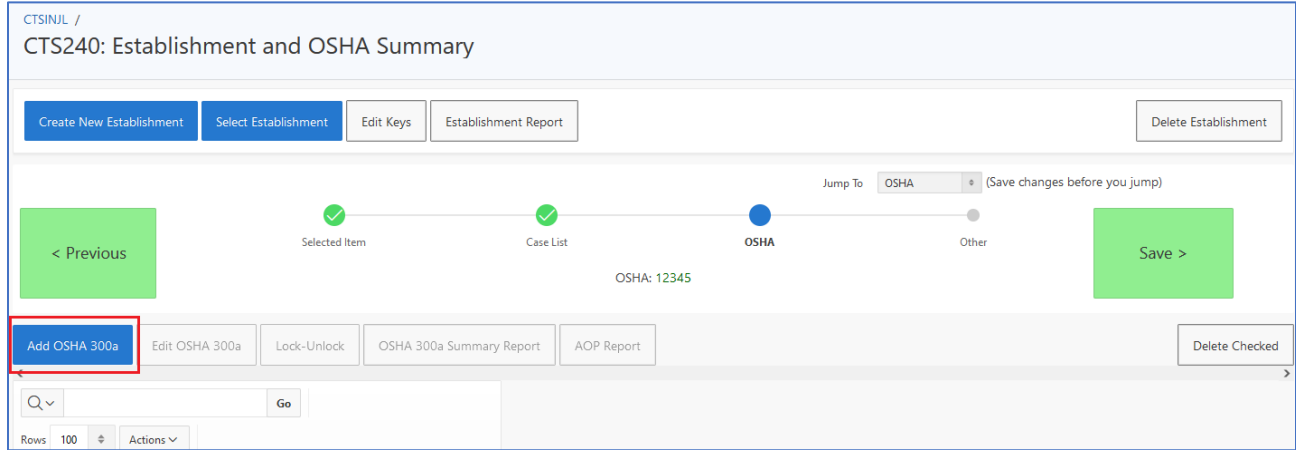 CTSINJL /
CTS240: Establishment and OSHA Summary
Create New Establishment Select Establishment Edit Keys Establishment Report Delete Establishment
Jump To OSHA (Save changes before you jump)
< Previous Selected Item Case List OSHA Other Save >
OSHA: 12345
Add OSHA 300a Edit OSHA 300a Lock-Unlock OSHA 300a Summary Report AOP Report Delete Checked
Go
Rows 100 Actions